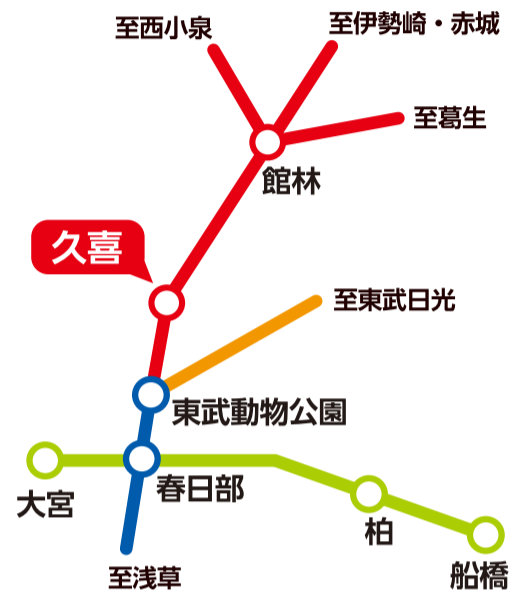 至西小泉
至伊勢崎・赤城
至葛生
館林
久喜
至東武日光
東武動物公園
春日部
大宮
柏
船橋
至浅草